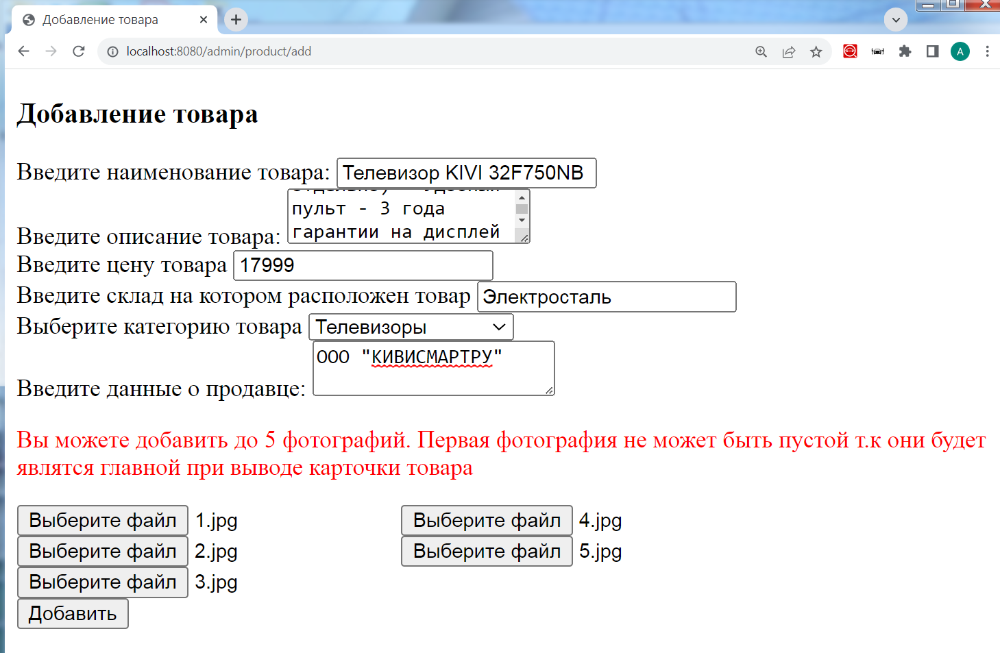 Добавление товара
localhost:8080/admin/product/add
A
Добавление товара
Введите наименование товара: Телевизор KIVI 32F750NB
пульт - 3 года
Введите описание товара: гарантии на дисплей
Введите цену товара 17999
Введите склад на котором расположен товар Электросталь
Выберите категорию товара Телевизоры
ООО "КИВИСМАРТРУ"
Введите данные о продавце:
Вы можете добавить до 5 фотографий. Первая фотография не может быть пустой т.к они будет
являтся главной при выводе карточки товара
Выберите файл 1.jpg Выберите файл 4.jpg
Выберите файл 2.jpg Выберите файл 5.jpg
Выберите файл 3.jpg
Добавить